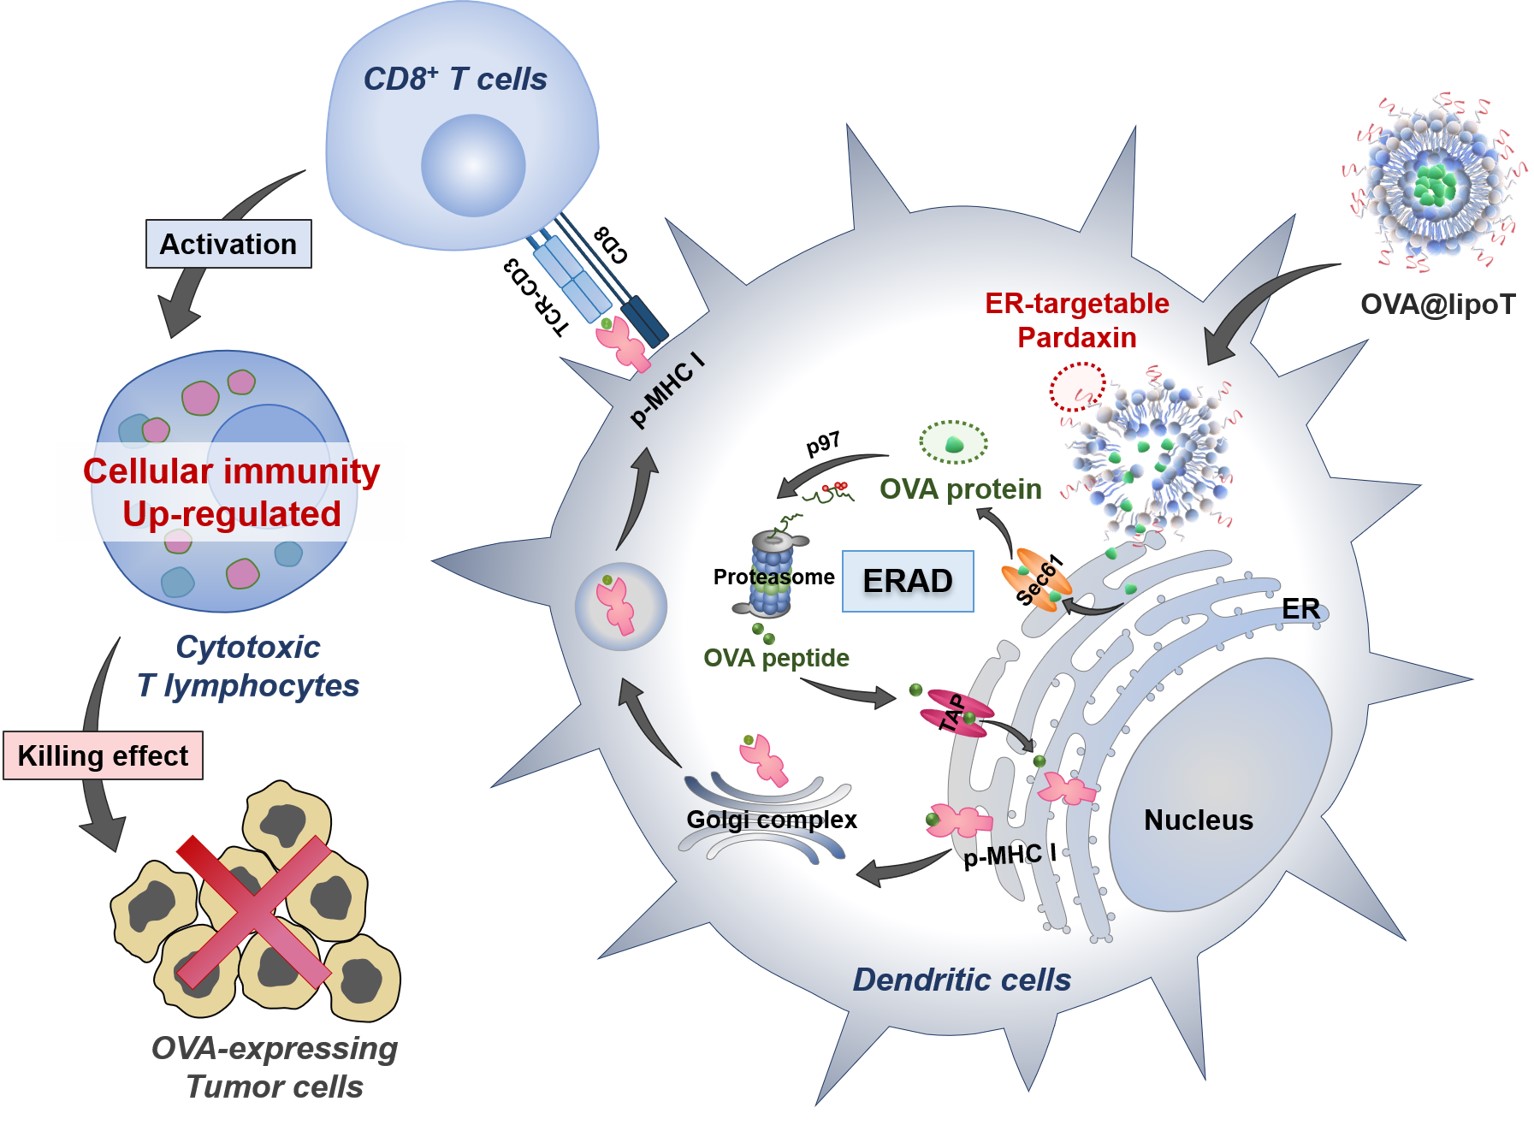 CD8+ T cells
Activation
TCR-CD3
CD8
p-MHC I
Cellular immunity
Up-regulated
Cytotoxic
T lymphocytes
Killing effect
OVA-expressing
Tumor cells
OVA@lipoT
ER-targetable
Pardaxin
p97
OVA protein
Proteasome
ERAD
Sec61
ER
OVA peptide
TAP
Golgi complex
p-MHC I
Nucleus
Dendritic cells